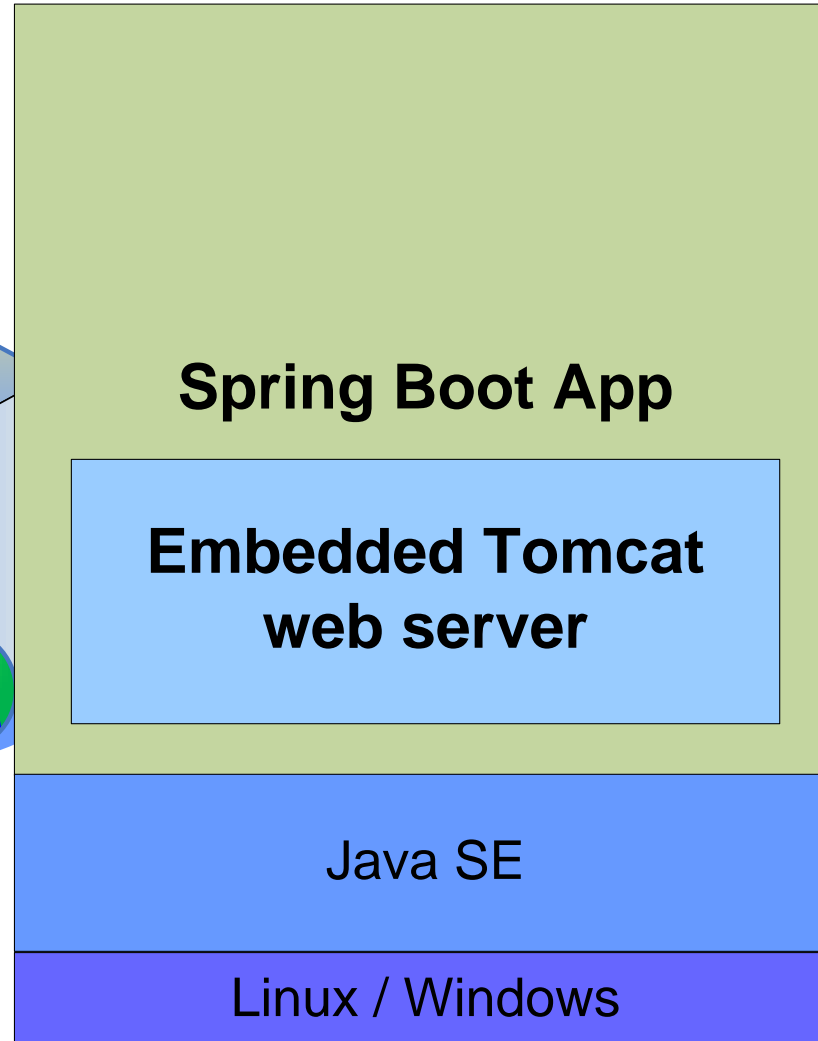 Spring Boot App
Embedded Tomcat
web server
Java SE
Linux / Windows